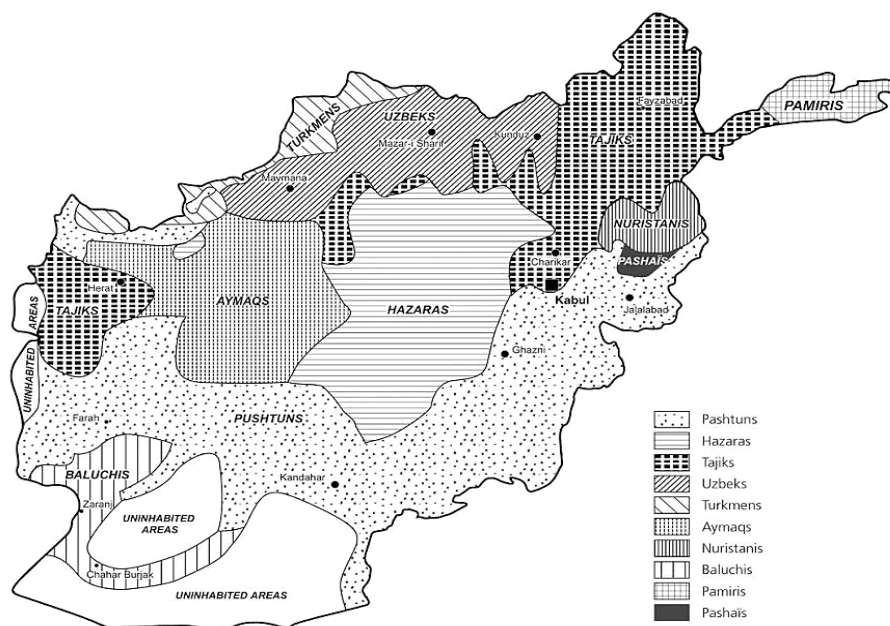 PAMIRIS
Fayzabad
TURKMENS
UZBEKS
Mazar-i Sharif
Kunduz
TAJIKS
Maymana
NURISTANIS
PASHAÏS
Charikar
Kabul
Jajalabad
Herat
TAJIKS
AYMAQS
HAZARAS
UNINHABITED AREAS
Ghazni
Farah
PUSHTUNS
BALUCHIS
Kandahar
Zaranj
UNINHABITED
AREAS
Chahar Burjak
UNINHABITED AREAS
Pashtuns
Hazaras
Tajiks
Uzbeks
Turkmens
Aymaqs
Nuristanis
Baluchis
Pamiris
Pashaïs